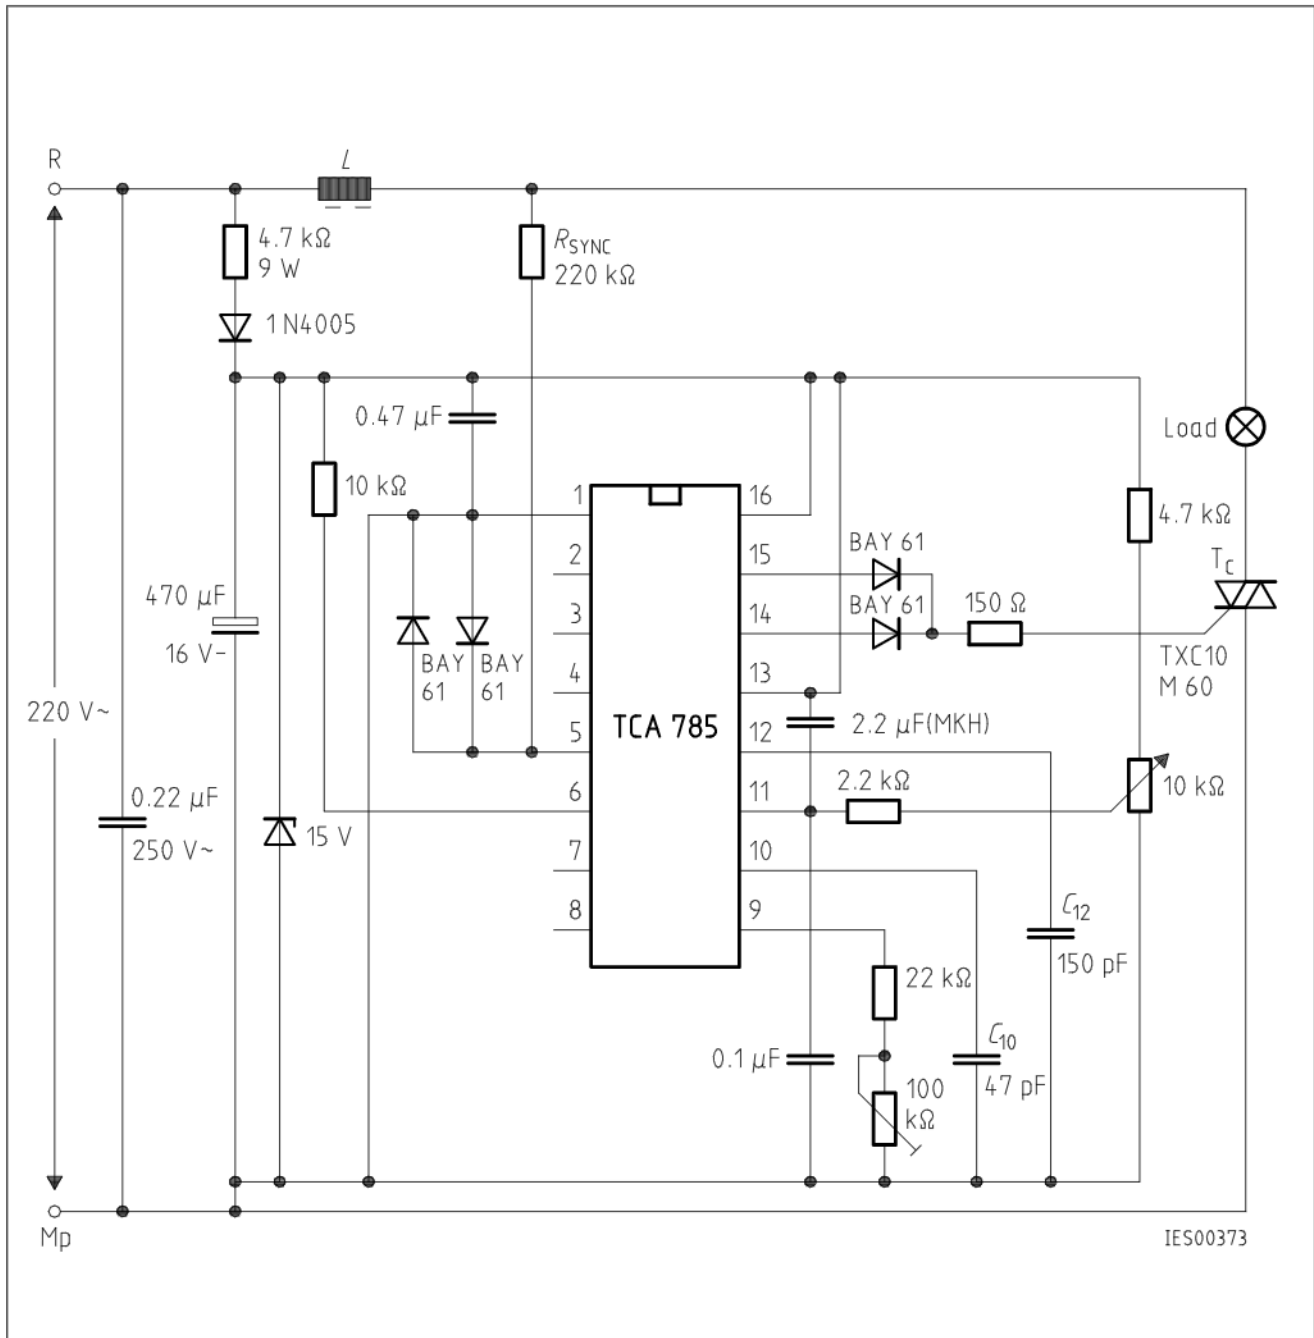 R
L
4.7 kΩ
9 W
R SYNC
220 kΩ
1N4005
0.47 µF
Load
10 kΩ
1
16
4.7 kΩ
BAY 61
2
15
T C
470 µF
16 V–
BAY 61
150 Ω
3
14
BAY
61
BAY
61
TXC10
M 60
4
13
220 V~
TCA 785
2.2 µF(MKH)
5
12
2.2 kΩ
10 kΩ
6
11
0.22 µF
250 V~
15 V
7
10
8
9
C12
150 pF
22 kΩ
0.1 µF
C10
47 pF
100
kΩ
Mp
IES00373